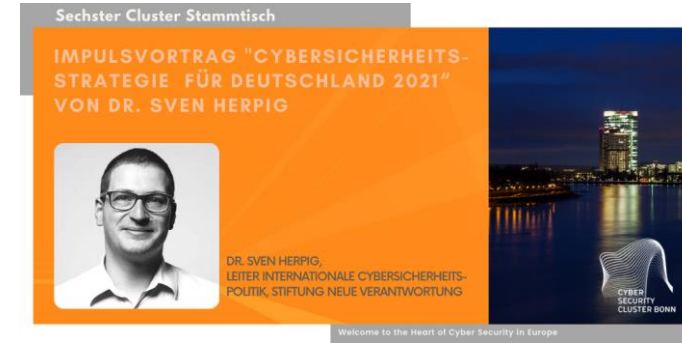 Sechster Cluster Stammtisch
IMPULSVORTRAG "CYBERSICHERHEITS-
STRATEGIE FÜR DEUTSCHLAND 2021“
VON DR. SVEN HERPIG
DR. SVEN HERPIG,
LEITER INTERNATIONALE CYBERSICHERHEITS-
POLITIK, STIFTUNG NEUE VERANTWORTUNG
CYBER
SECURITY
CLUSTER BONN
Welcome to the Heart of Cyber Security in Europe